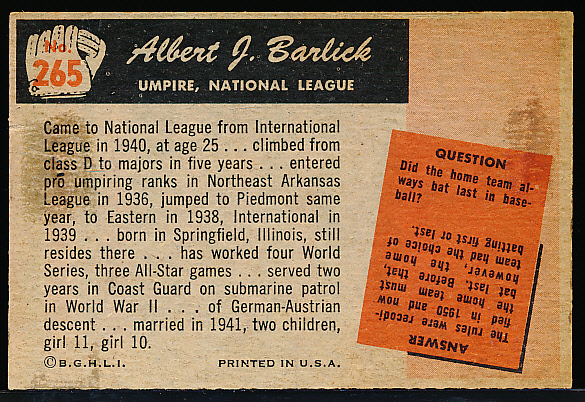 No.
265
Albert J. Barlick
UMPIRE, NATIONAL LEAGUE
Came to National League from International
League in 1940, at age 25 . . . climbed from
class D to majors in five years . . . entered
pro umpiring ranks in Northeast Arkansas
League in 1936, jumped to Piedmont same
year, to Eastern in 1938, International in
1939 . . . born in Springfield, Illinois, still
resides there . . . has worked four World
Series, three All-Star games . . . served two
years in Coast Guard on submarine patrol
in World War II . . . of German-Austrian
descent . . . married in 1941, two children,
girl 11, girl 10.
© B.G.H.L.I.
PRINTED IN U.S.A.
QUESTION
Did the home team al-
ways bat last in base-
ball?
ANSWER
The rules were recodi-
fied in 1950 and now
the home team must
bat last. Before that,
however, the home
team had the choice of
batting first or last.